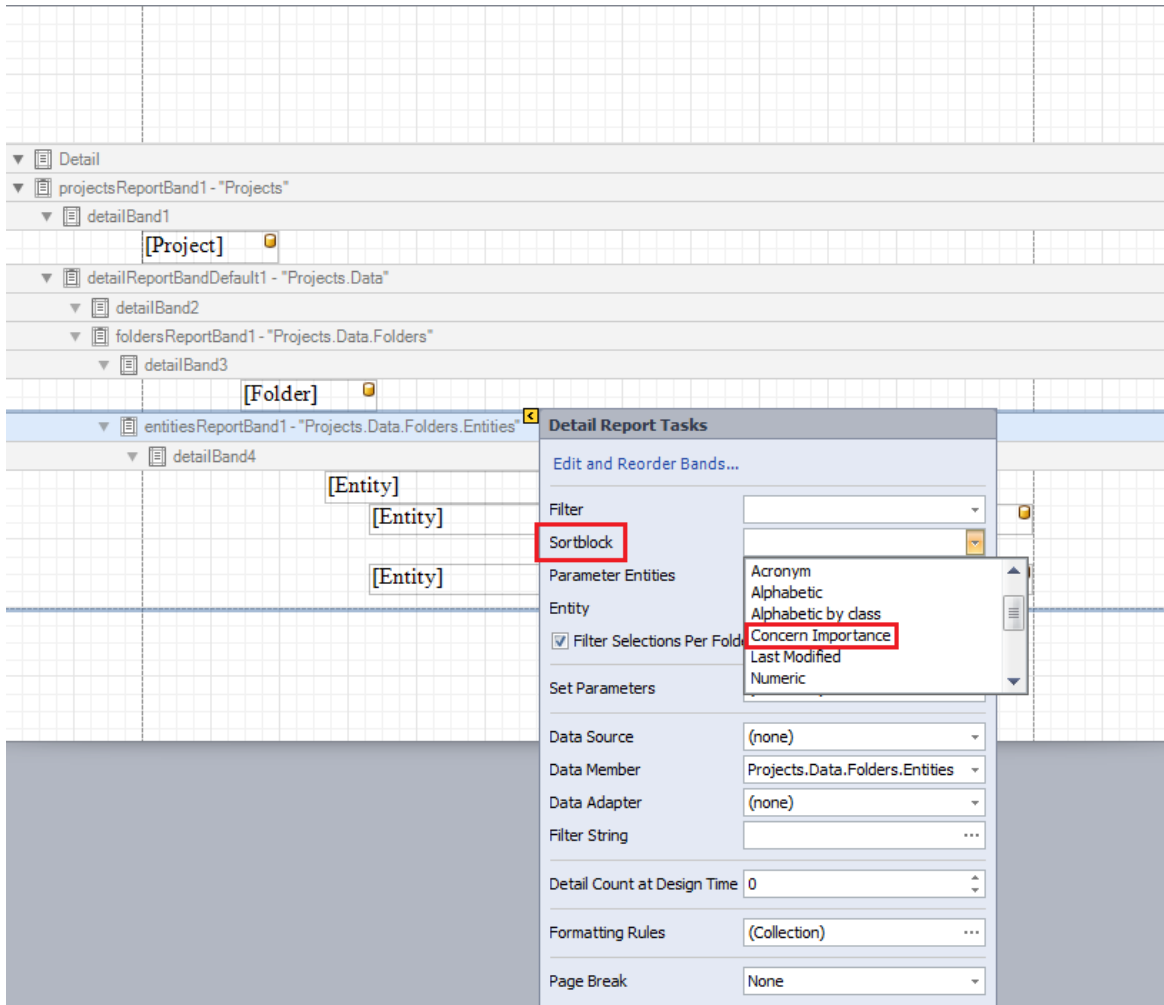 Detail
projectsReportBand1 - "Projects"
detailBand1
[Project]
detailReportBandDefault1 - "Projects.Data"
detailBand2
foldersReportBand1 - "Projects.Data.Folders"
detailBand3
[Folder]
entitiesReportBand1 - "Projects.Data.Folders.Entities"
detailBand4
[Entity]
[Entity]
[Entity]
Detail Report Tasks
Edit and Reorder Bands...
Filter
Sortblock
Parameter Entities
Entity
Filter Selections Per
Acronym
Alphabetic
Alphabetic by class
Concern Importance
Last Modified
Numeric
Set Parameters
Data Source (none)
Data Member Projects.Data.Folders.Entities
Data Adapter (none)
Filter String ...
Detail Count at Design Time 0
Formatting Rules (Collection) ...
Page Break None